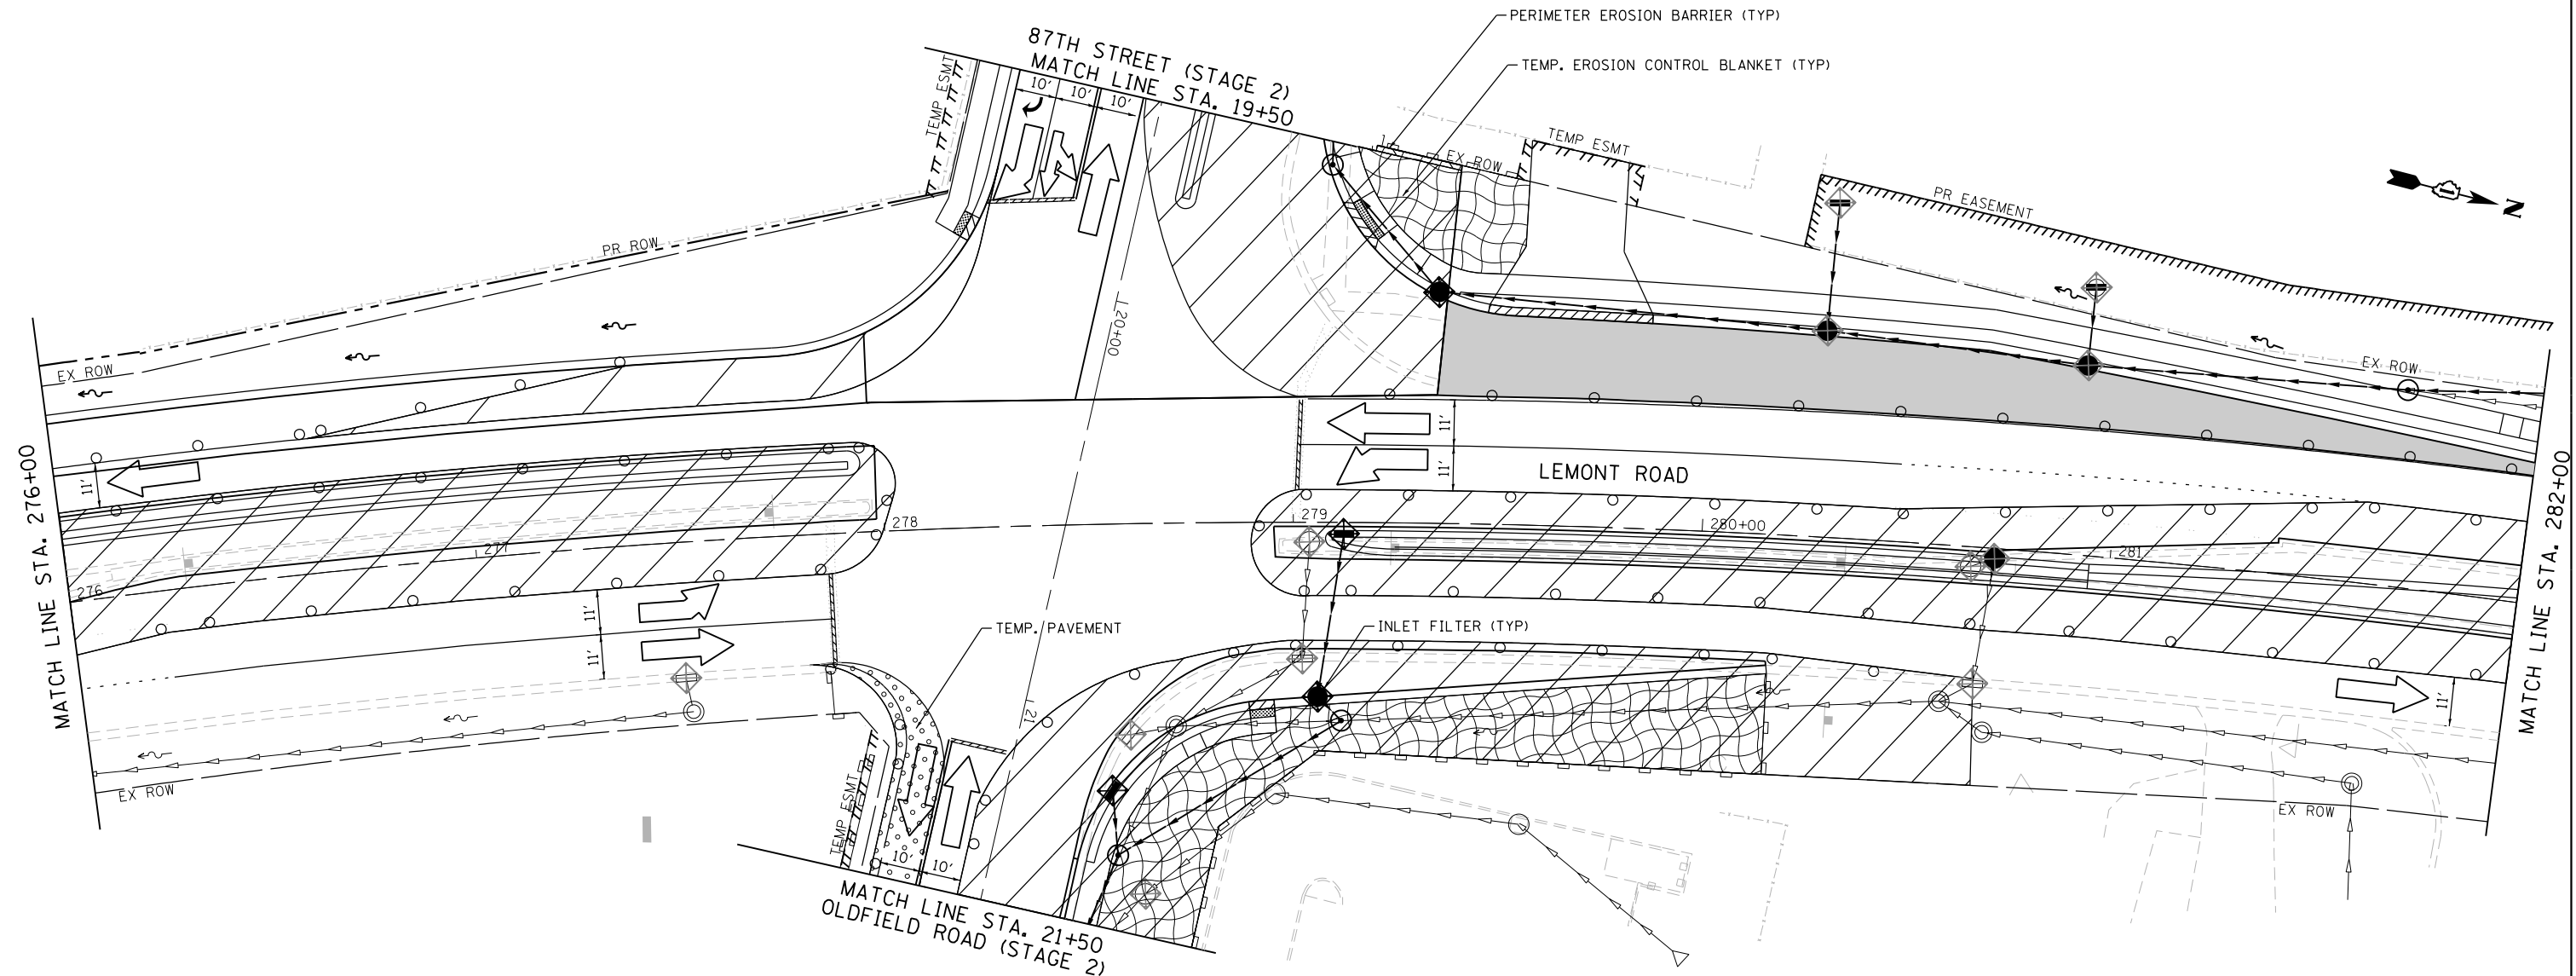 PERIMETER EROSION BARRIER (TYP)
87TH STREET (STAGE 2)
MATCH LINE STA. 19+50
TEMP. EROSION CONTROL BLANKET (TYP)
TEMP ESMT
10'
10'
10'
EX ROW
TEMP ESMT
PR EASEMENT
N
PR ROW
20+00
EX ROW
EX ROW
11'
11'
LEMONT ROAD
11'
MATCH LINE STA. 276+00
MATCH LINE STA. 282+00
276
277
278
279
280+00
281
11'
11'
TEMP. PAVEMENT
INLET FILTER (TYP)
21
11'
EX ROW
EX ROW
TEMP ESMT
10'
10'
MATCH LINE STA. 21+50
OLDFIELD ROAD (STAGE 2)